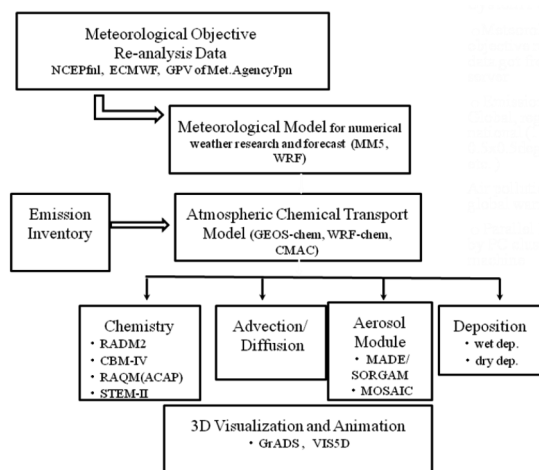 Meteorological Objective
Re-analysis Data
NCEPfnl, ECMWF, GPV of Met.AgencyJpn
Meteorological Model for numerical
weather research and forecast (MM5,
WRF)
Emission
Inventory
Atmospheric Chemical Transport
Model (GEOS-chem, WRF-chem,
CMAC)
Chemistry
• RADM2
• CBM-IV
• RAQM(ACAP)
• STEM-II
Advection/
Diffusion
Aerosol
Module
• MADE/
SORGAM
• MOSAIC
Deposition
• wet dep.
• dry dep.
3D Visualization and Animation
• GrADS, VIS5D